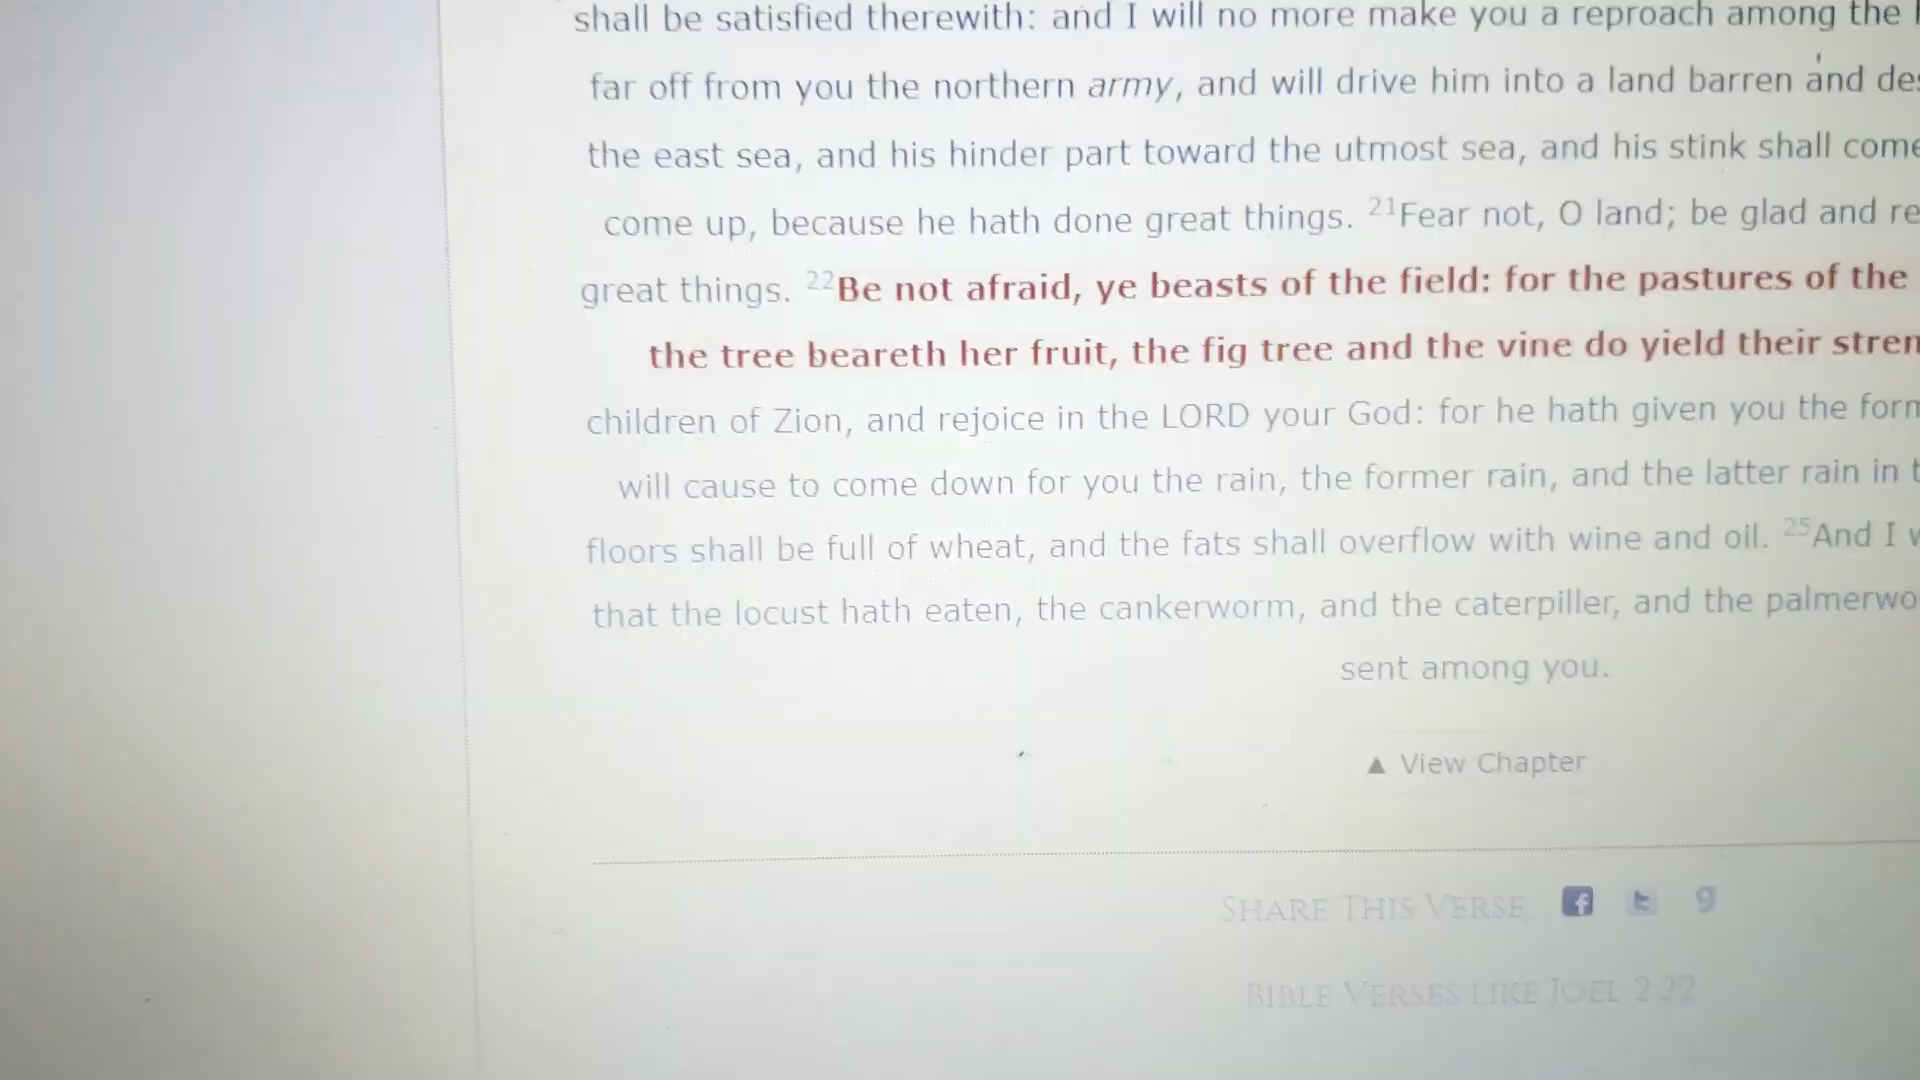 shall be satisfied therewith: and I will no more make you a reproach among the
far off from you the northern army, and will drive him into a land barren and
the east sea, and his hinder part toward the utmost sea, and his stink shall come
come up, because he hath done great things. 21Fear not, O land; be glad and
great things. 22Be not afraid, ye beasts of the field: for the pastures of the
the tree beareth her fruit, the fig tree and the vine do yield their
children of Zion, and rejoice in the LORD your God: for he hath given you the
will cause to come down for you the rain, the former rain, and the latter rain in
floors shall be full of wheat, and the fats shall overflow with wine and oil. 25And I
that the locust hath eaten, the cankerworm, and the caterpiller, and the
sent among you.
▲ View Chapter
SHARE THIS VERSE f t g
BIBLE VERSES LIKE JOEL 2:22